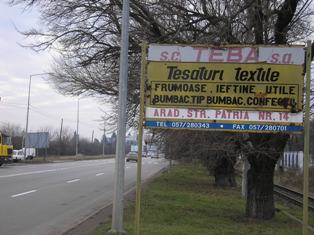 S.C. TEBA S.A.
Tesaturi Textile
FRUMOASE, IEFTINE, UTILE
BUMBAC, TIP BUMBAC, CONFECTII
ARAD, STR. PATRIA NR. 14
TEL 057/280343 • FAX 057/280701